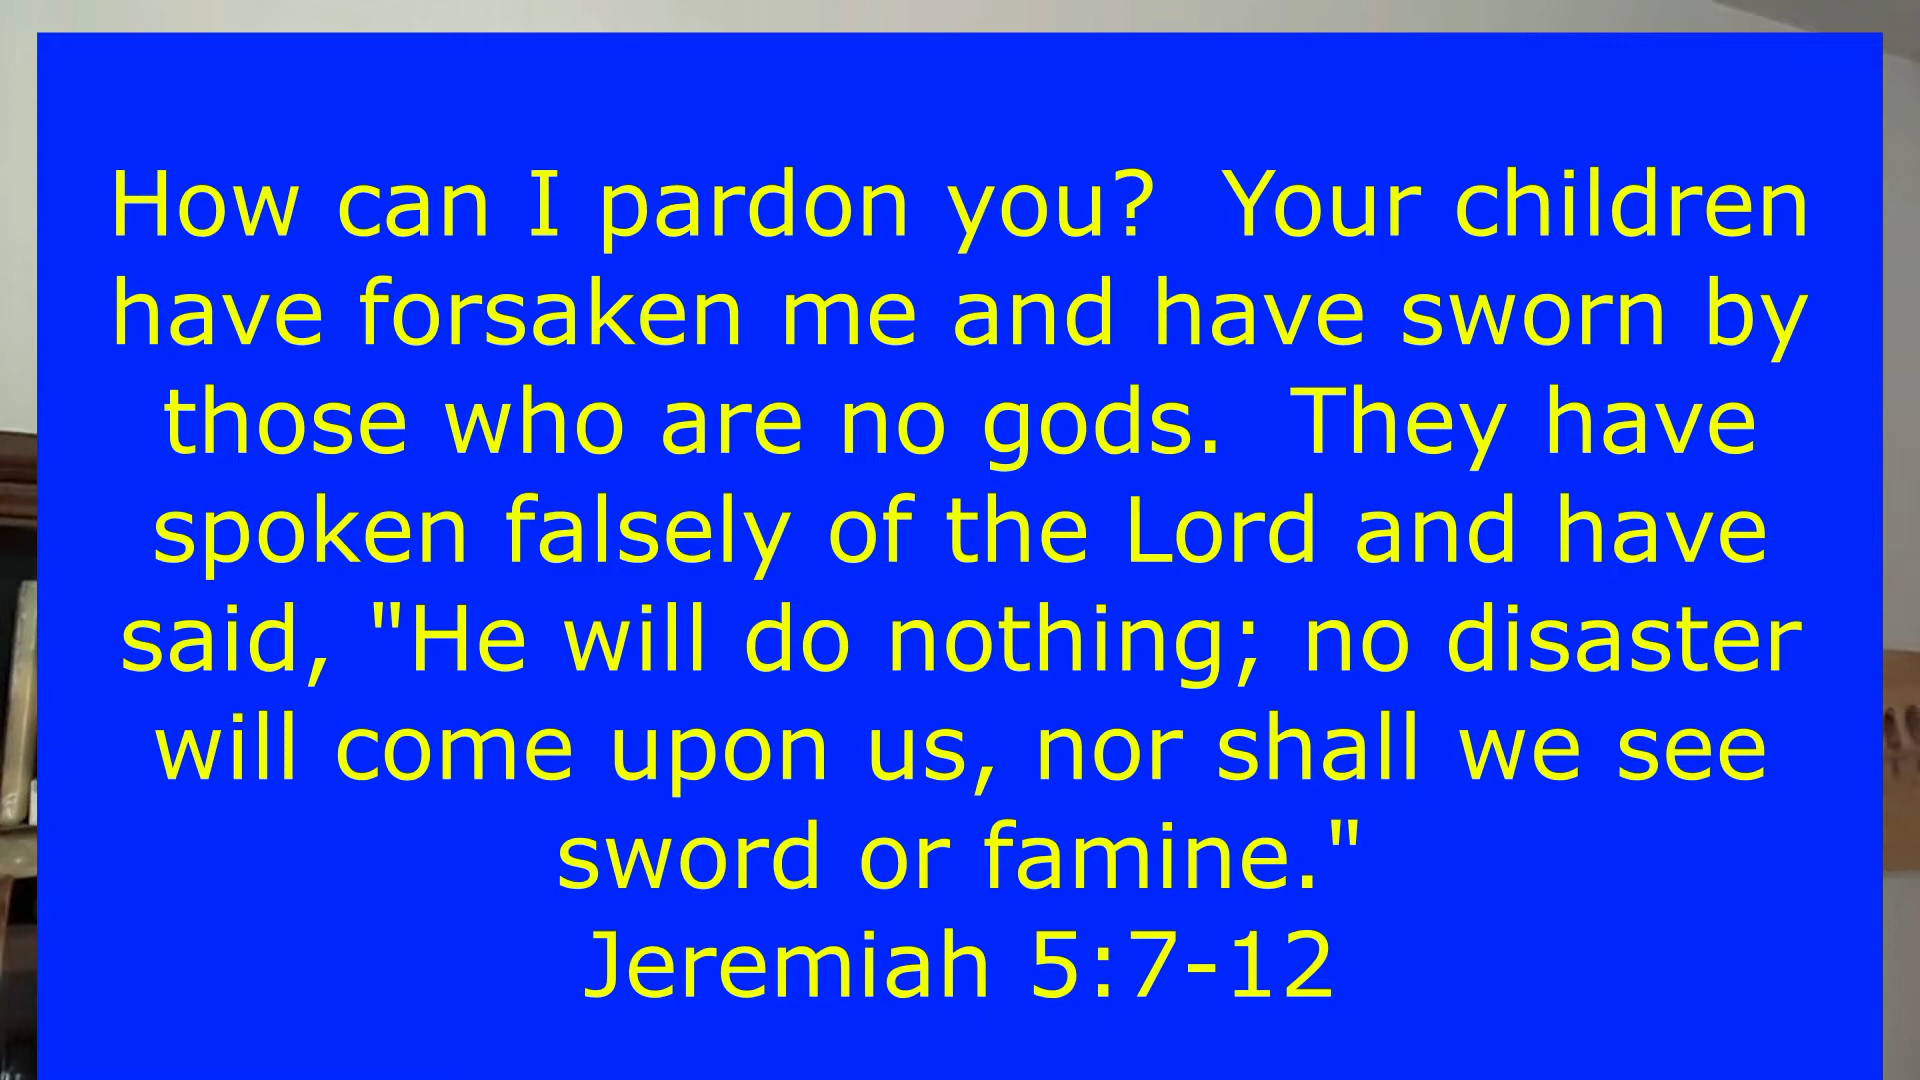 How can I pardon you?  Your children
have forsaken me and have sworn by
those who are no gods.  They have
spoken falsely of the Lord and have
said, "He will do nothing; no disaster
will come upon us, nor shall we see
sword or famine."
Jeremiah 5:7-12